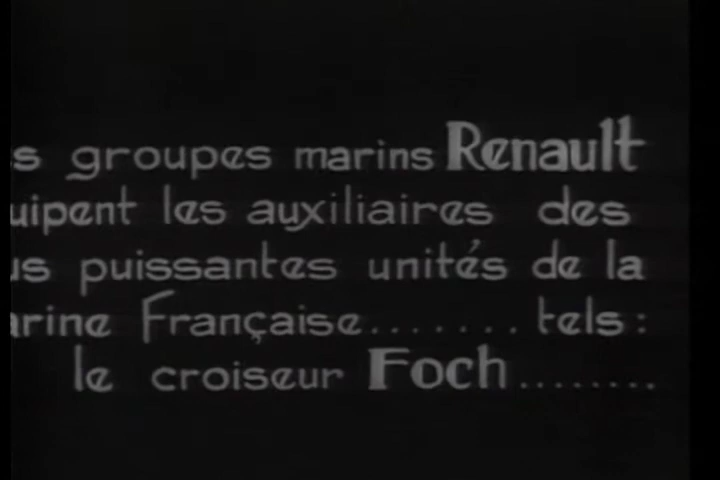 s groupes marins Renault
uipent les auxiliaires des
us puissantes unités de la
arine Française....... tels :
le croiseur Foch........